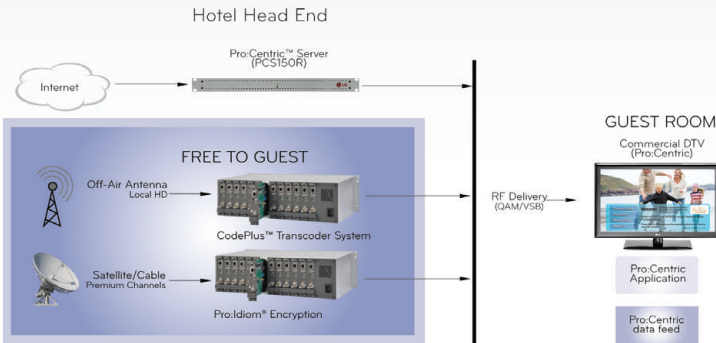 Hotel Head End
Pro:Centric™ Server
(PCS150R)
Internet
LG
FREE TO GUEST
Off-Air Antenna
Local HD
CodePlus™ Transcoder System
Satellite/Cable
Premium Channels
Pro:Idiom® Encryption
RF Delivery
(QAM/VSB)
GUEST ROOM
Commercial DTV
(Pro:Centric)
Pro:Centric
Application
Pro:Centric
data feed